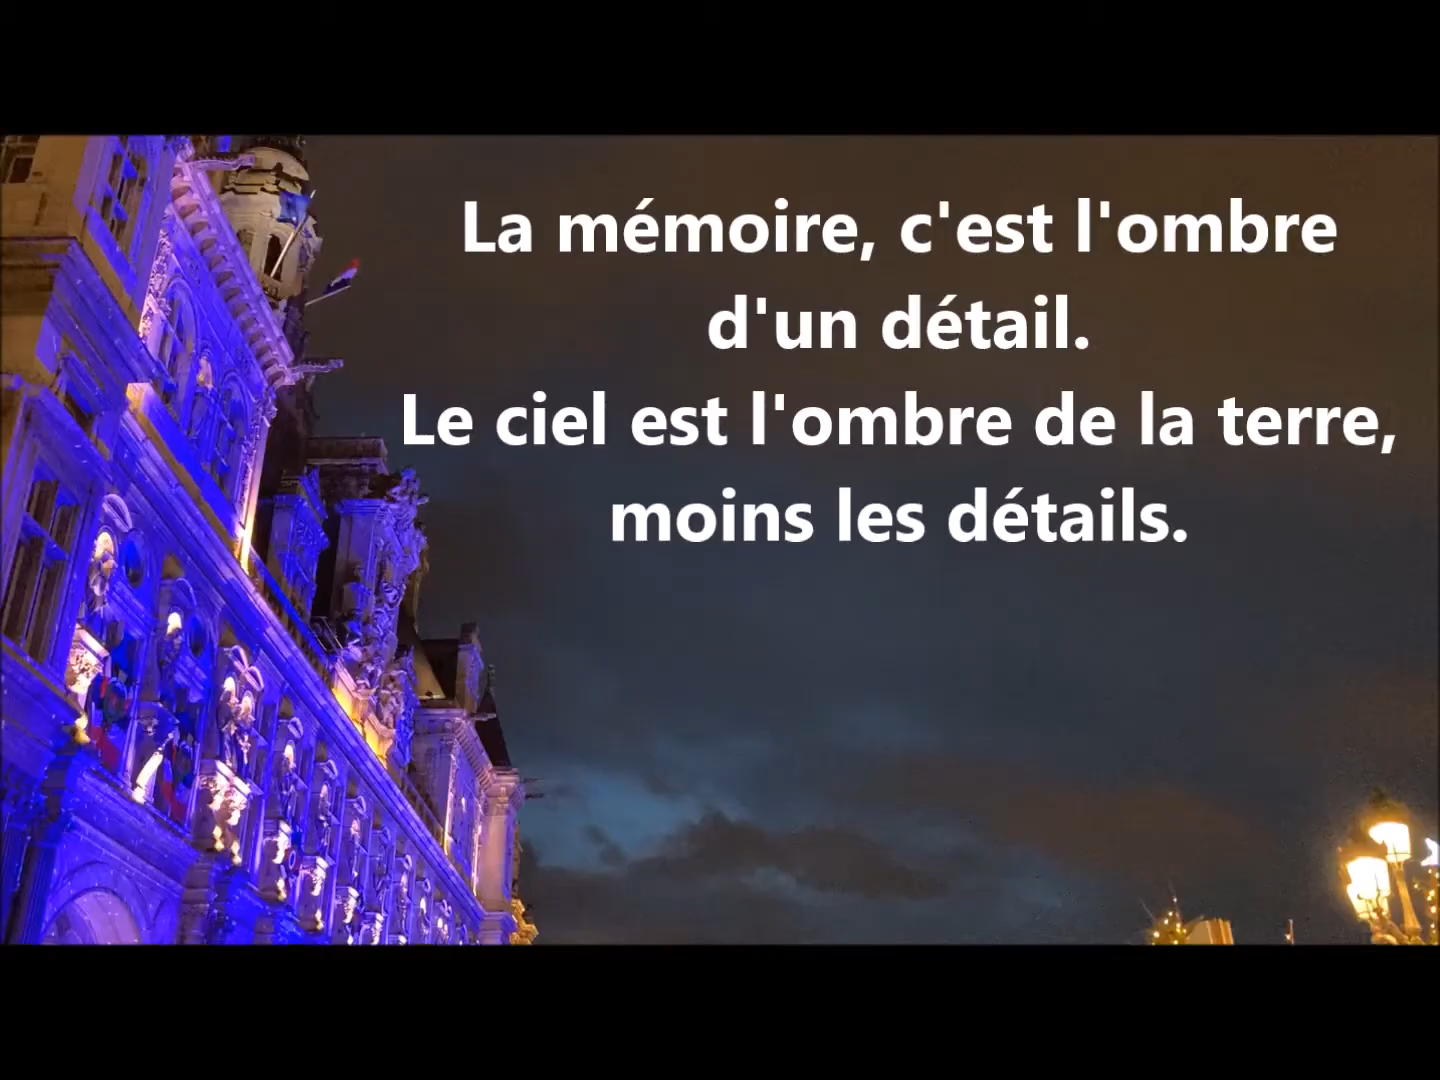 La mémoire, c'est l'ombre
d'un détail.
Le ciel est l'ombre de la terre,
moins les détails.